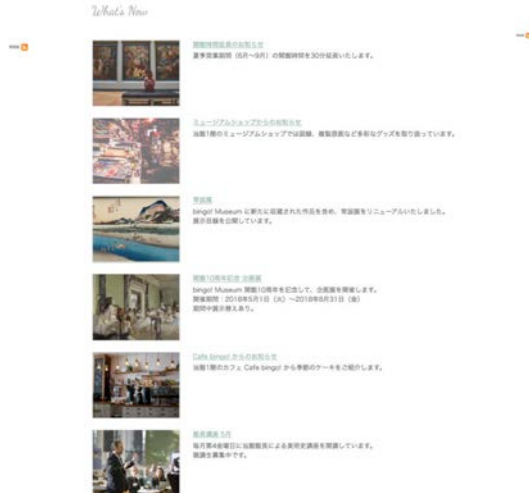 What's New
RSS
RSS
開館時間延長のお知らせ
夏季営業期間（6月～9月）の開館時間を30分延長いたします。
ミュージアムショップからのお知らせ
当館1階のミュージアムショップでは図録、複製原画など多彩なグッズを取り扱っています。
常設展
bingo! Museum に新たに収蔵された作品を含め、常設展をリニューアルいたしました。
展示目録を公開しています。
開館10周年記念 企画展
bingo! Museum 開館10周年を記念して、企画展を開催します。
開催期間：2018年5月1日（火）～2018年8月31日（金）
期間中展示替えあり。
Cafe bingo! からのお知らせ
当館1階のカフェ Cafe bingo! から季節のケーキをご紹介します。
館長講座 5月
毎月第4金曜日に当館館長による美術史講座を開講しています。
聴講生募集中です。